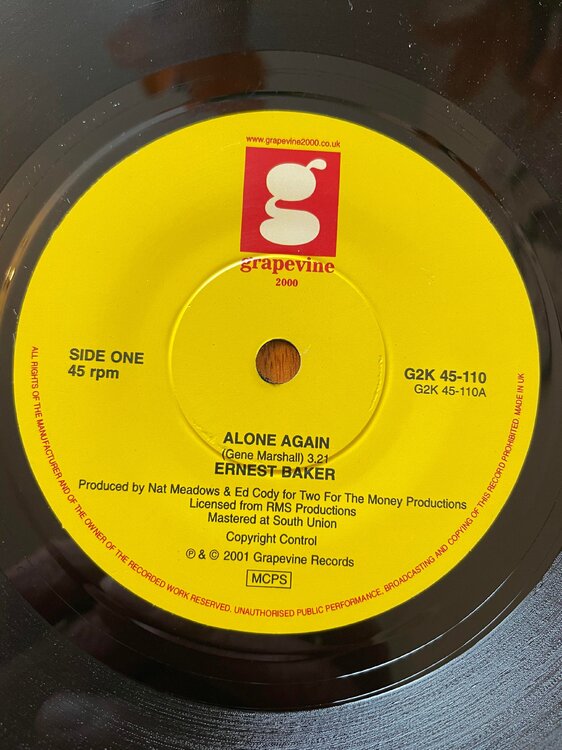 www.grapevine2000.co.uk
g
grapevine
2000
SIDE ONE
45 rpm
G2K 45-110
G2K 45-110A
ALONE AGAIN
(Gene Marshall) 3.21
ERNEST BAKER
Produced by Nat Meadows & Ed Cody for Two For The Money Productions
Licensed from RMS Productions
Mastered at South Union
Copyright Control
℗ & © 2001 Grapevine Records
MCPS
ALL RIGHTS OF THE MANUFACTURER AND OF THE OWNER OF THE RECORDED WORK RESERVED. UNAUTHORISED PUBLIC PERFORMANCE, BROADCASTING AND COPYING OF THIS RECORD PROHIBITED. MADE IN UK